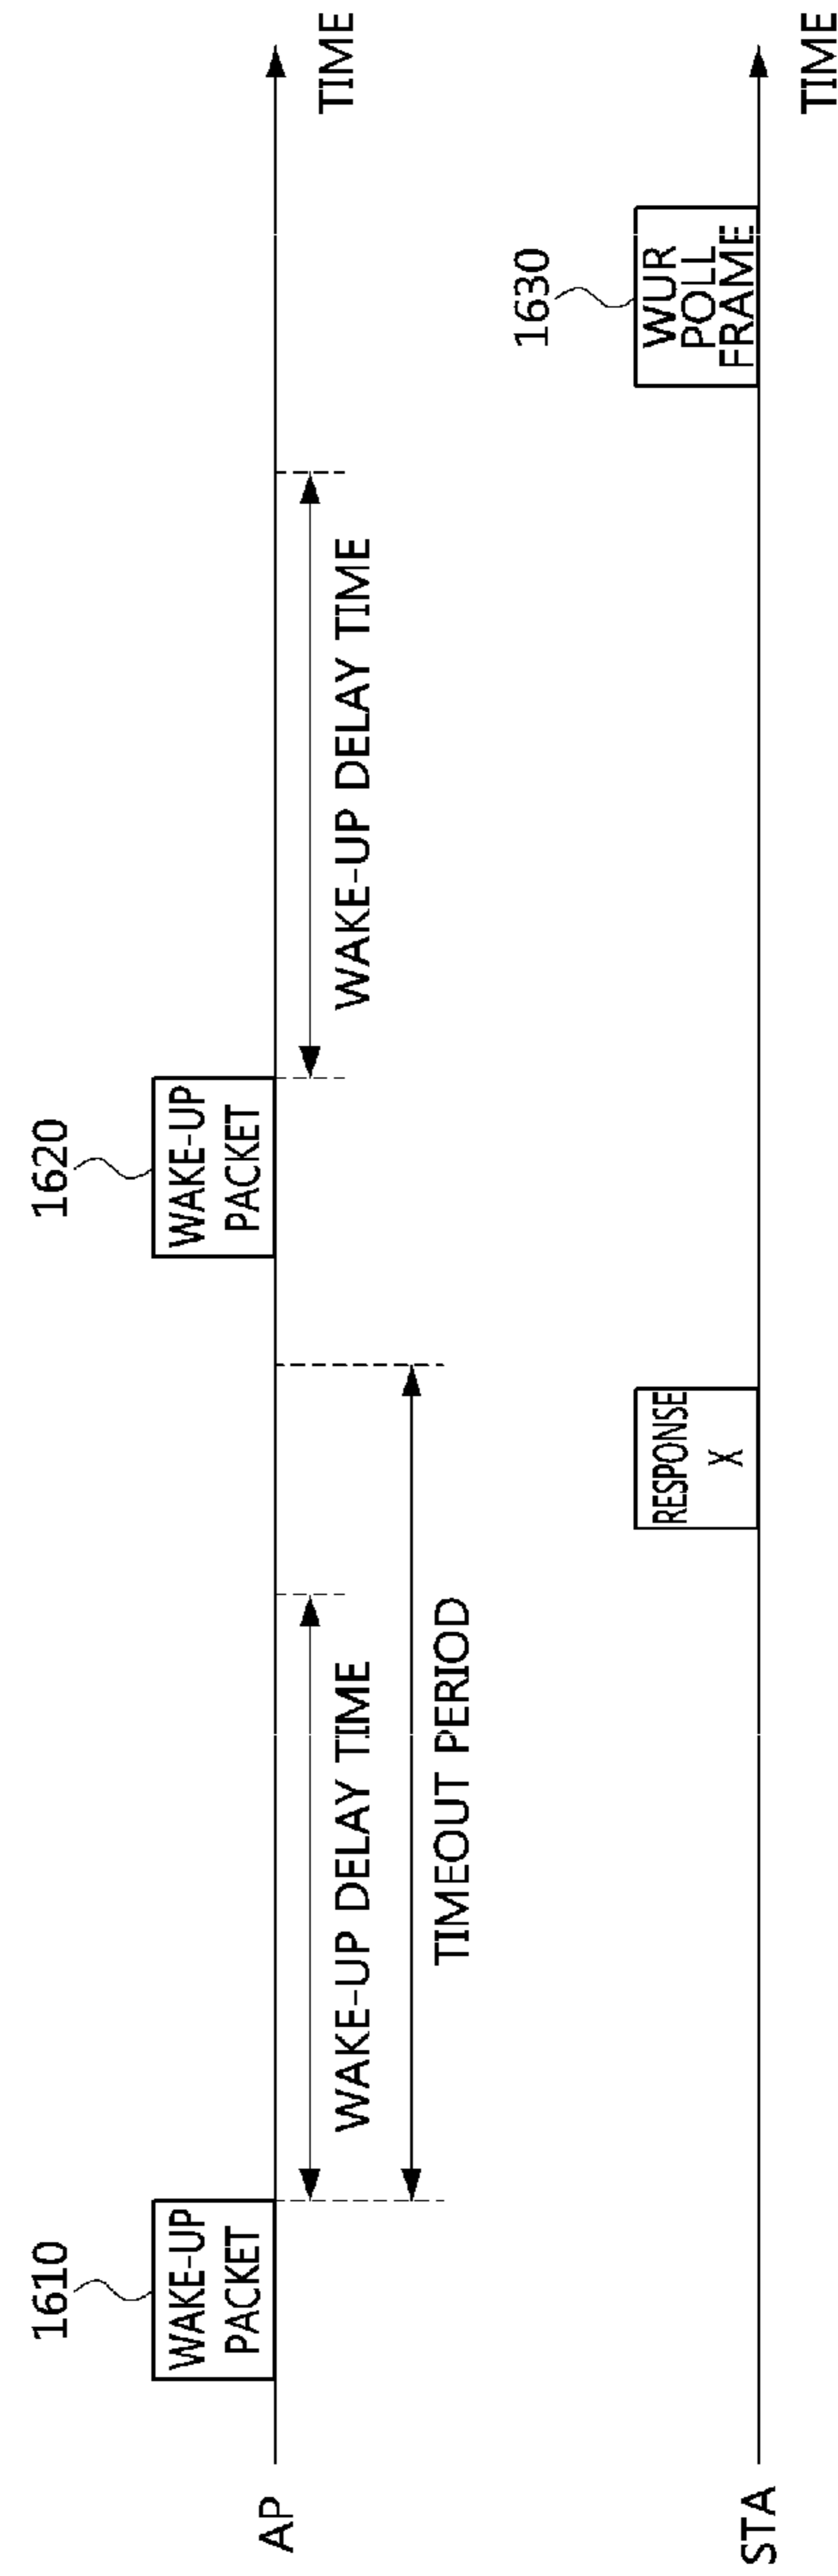 1610
WAKE-UP
PACKET
1620
WAKE-UP
PACKET
AP
TIME
WAKE-UP DELAY TIME
WAKE-UP DELAY TIME
TIMEOUT PERIOD
1630
RESPONSE
X
WUR
POLL
FRAME
STA
TIME